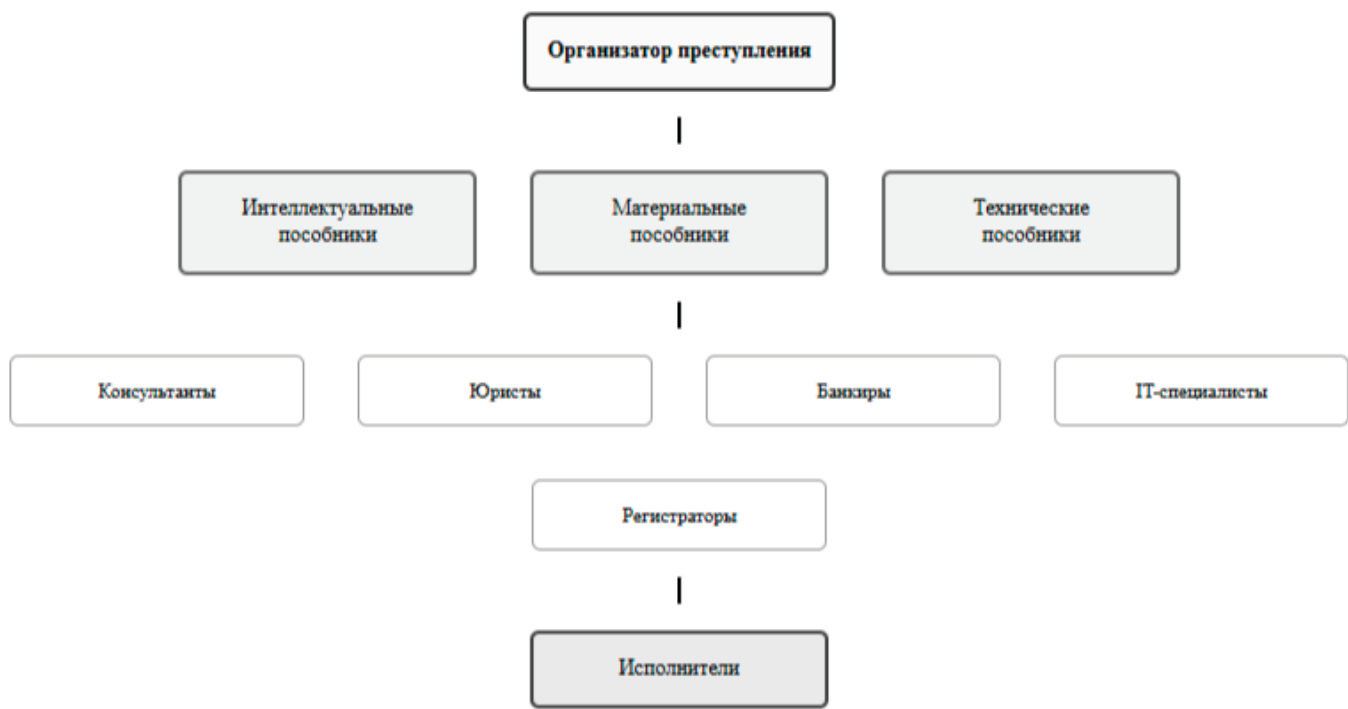 Организатор преступления
Интеллектуальные
пособники
Материальные
пособники
Технические
пособники
Консультанты
Юристы
Банкиры
IT-специалисты
Регистраторы
Исполнители